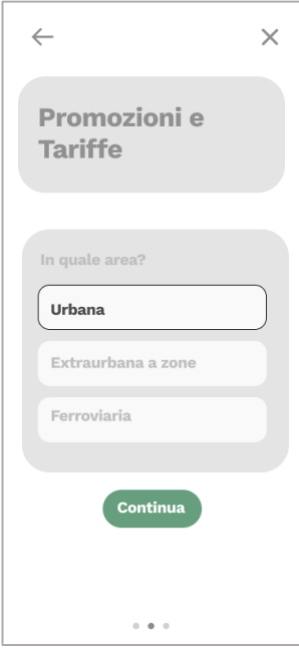 Promozioni e
Tariffe
In quale area?
Urbana
Extraurbana a zone
Ferroviaria
Continua